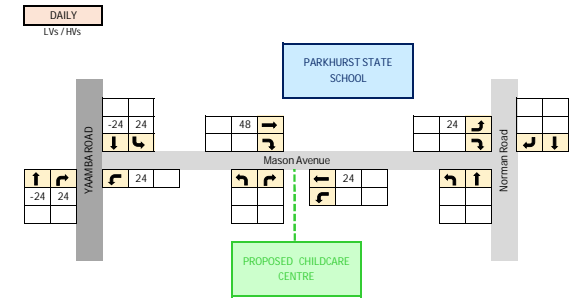 DAILY
LVs / HVs
PARKHURST STATE
SCHOOL
-24 24
48
24
YAAMBA ROAD
Mason Avenue
Norman Road
24
24
-24 24
PROPOSED CHILDCARE
CENTRE